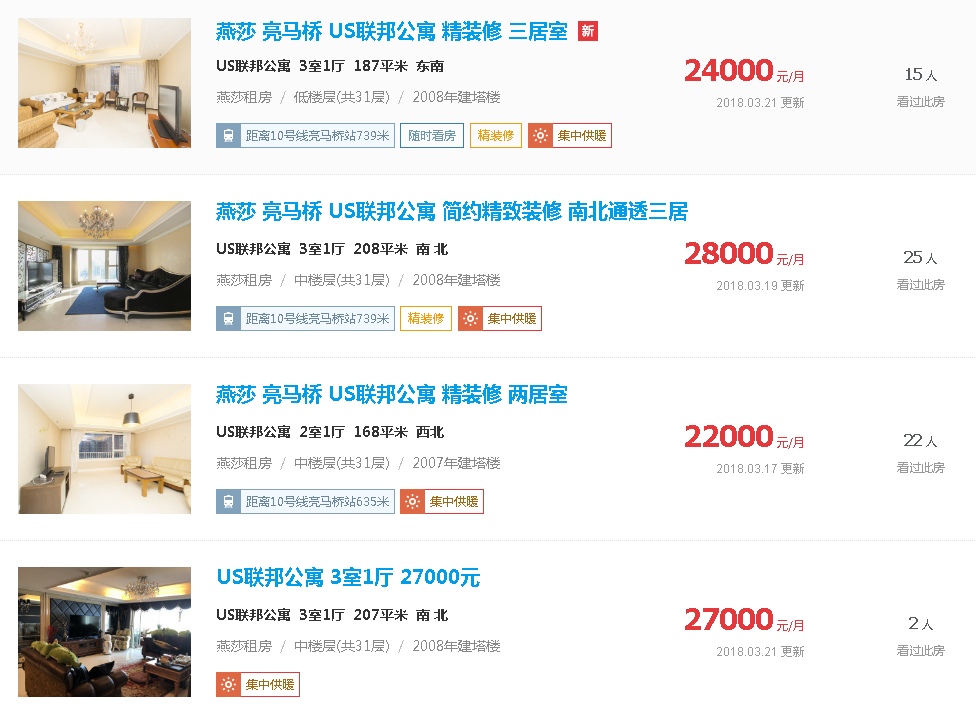 燕莎 亮马桥 US联邦公寓 精装修 三居室 新
US联邦公寓 3室1厅 187平米 东南
24000元/月
15人
燕莎租房 / 低楼层(共31层) / 2008年建塔楼
2018.03.21 更新
看过此房
距离10号线亮马桥站739米 随时看房 精装修 集中供暖
燕莎 亮马桥 US联邦公寓 简约精致装修 南北通透三居
US联邦公寓 3室1厅 208平米 南 北
28000元/月
25人
燕莎租房 / 中楼层(共31层) / 2008年建塔楼
2018.03.19 更新
看过此房
距离10号线亮马桥站739米 精装修 集中供暖
燕莎 亮马桥 US联邦公寓 精装修 两居室
US联邦公寓 2室1厅 168平米 西北
22000元/月
22人
燕莎租房 / 中楼层(共31层) / 2007年建塔楼
2018.03.17 更新
看过此房
距离10号线亮马桥站635米 集中供暖
US联邦公寓 3室1厅 27000元
US联邦公寓 3室1厅 207平米 南 北
27000元/月
2人
燕莎租房 / 中楼层(共31层) / 2008年建塔楼
2018.03.21 更新
看过此房
集中供暖